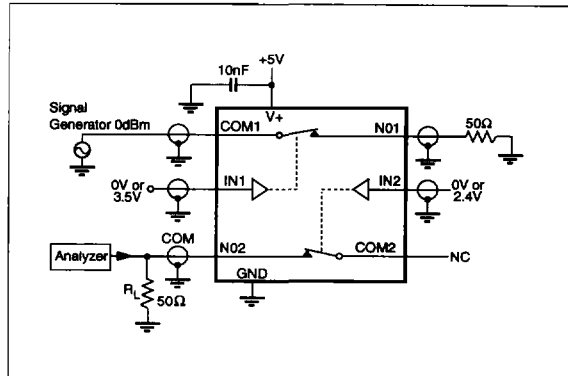 +5V
10nF
Signal
Generator 0dBm
V+
COM1
N01
50Ω
0V or
3.5V
IN1
IN2
0V or
2.4V
COM
Analyzer
N02
COM2
NC
GND
RL
50Ω